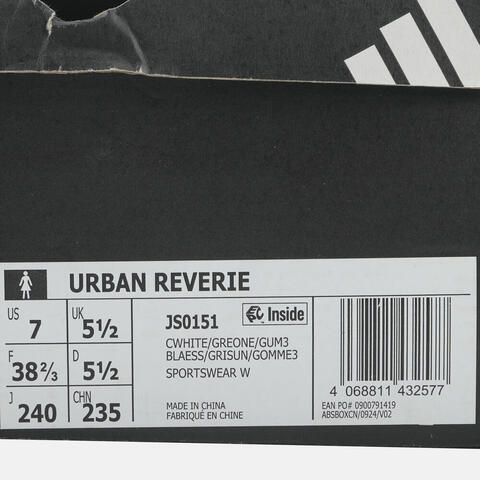 URBAN REVERIE
US 7 UK 5½
F 38⅔ D 5½
J 240 CHN 235
JS0151 Inside
CWHITE/GREONE/GUM3
BLAESS/GRISUN/GOMME3
SPORTSWEAR W
MADE IN CHINA
FABRIQUÉ EN CHINE
4 068811 432577
EAN PO# 0900791419
ABSBOXCN/0924/V02